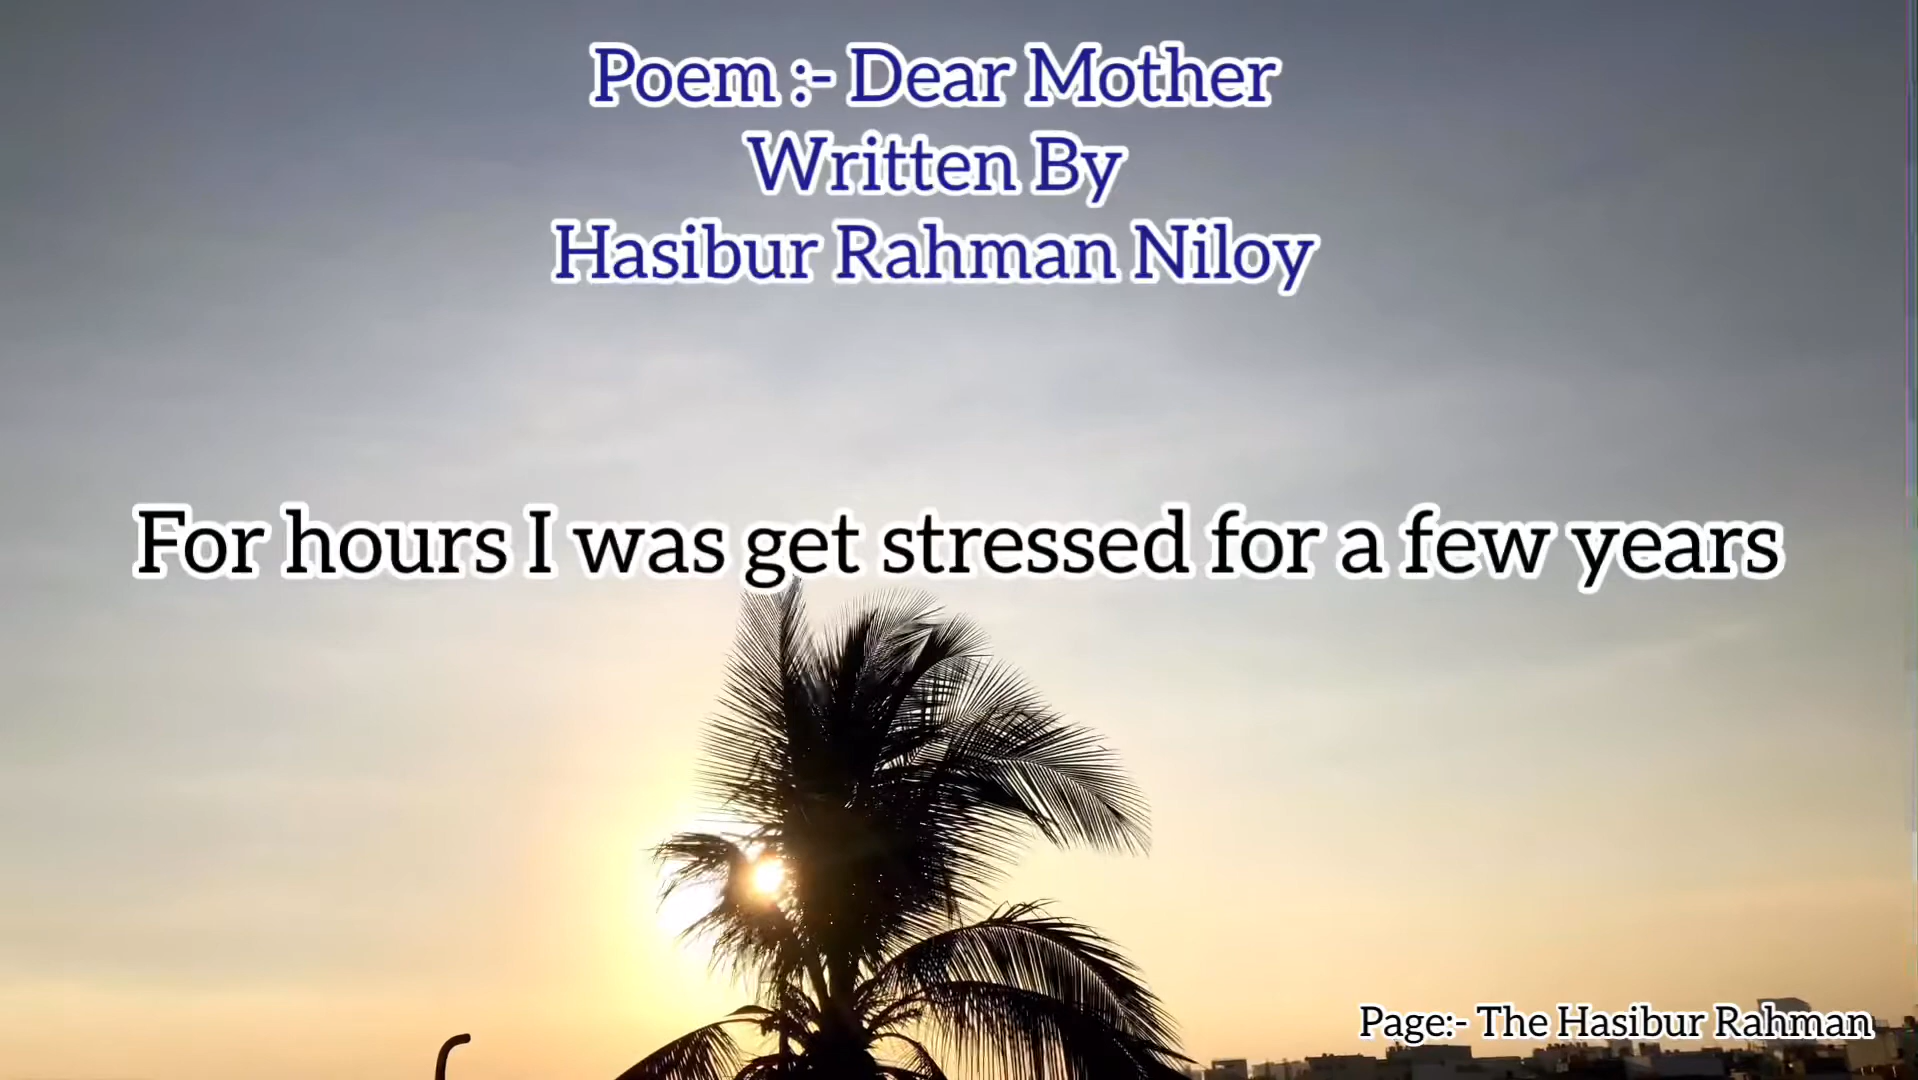 Poem :- Dear Mother
Written By
Hasibur Rahman Niloy
For hours I was get stressed for a few years
Page:- The Hasibur Rahman